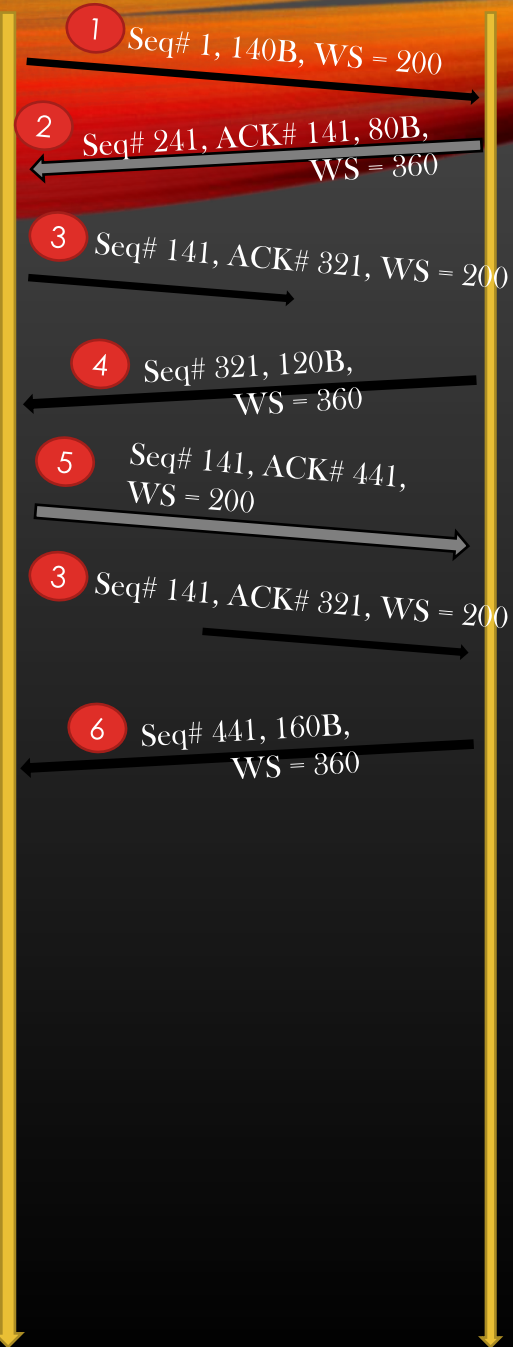 1
Seq# 1, 140B, WS = 200
2
Seq# 241, ACK# 141, 80B,
WS = 360
3
Seq# 141, ACK# 321, WS = 200
4
Seq# 321, 120B,
WS = 360
5
Seq# 141, ACK# 441,
WS = 200
3
Seq# 141, ACK# 321, WS = 200
6
Seq# 441, 160B,
WS = 360